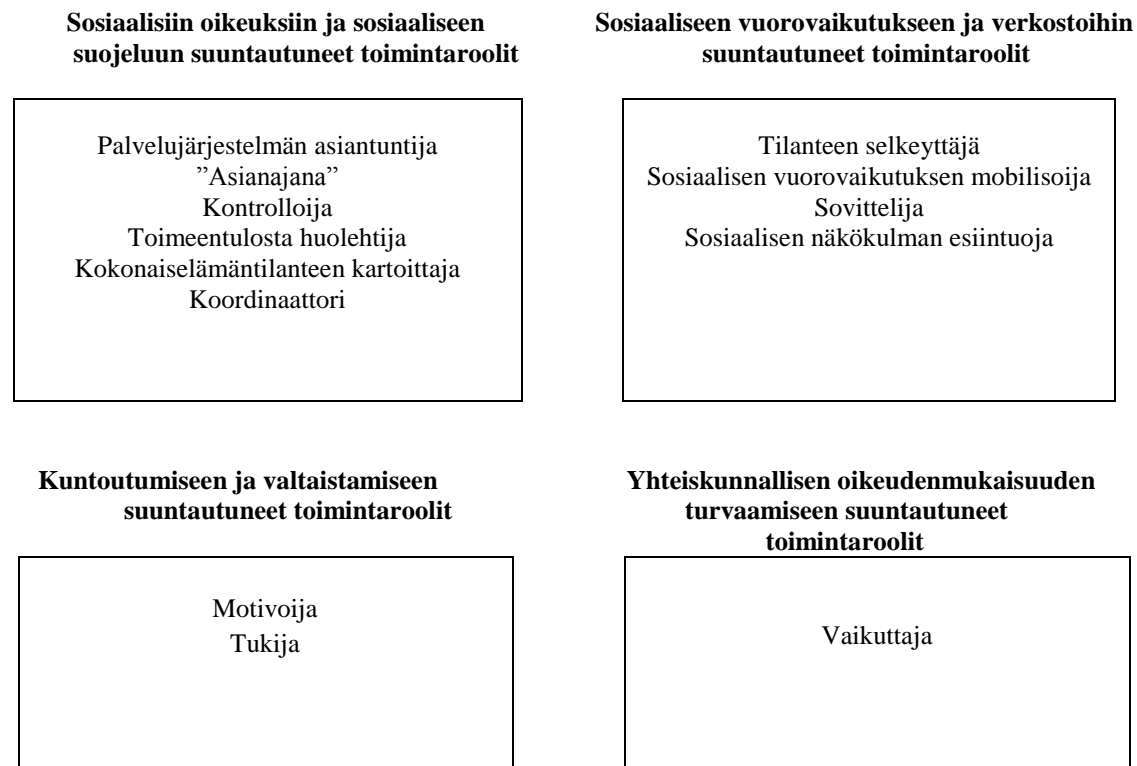 Sosiaalisiin oikeuksiin ja sosiaaliseen
suojeluun suuntautuneet toimintaroolit
Palvelujärjestelmän asiantuntija
”Asianajana”
Kontrolloija
Toimeentulosta huolehtija
Kokonaiselämäntilanteen kartoittaja
Koordinaattori
Sosiaaliseen vuorovaikutukseen ja verkostoihin
suuntautuneet toimintaroolit
Tilanteen selkeyttäjä
Sosiaalisen vuorovaikutuksen mobilisoija
Sovittelija
Sosiaalisen näkökulman esiintuoja
Kuntoutumiseen ja valtaistamiseen
suuntautuneet toimintaroolit
Motivoija
Tukija
Yhteiskunnallisen oikeudenmukaisuuden
turvaamiseen suuntautuneet
toimintaroolit
Vaikuttaja